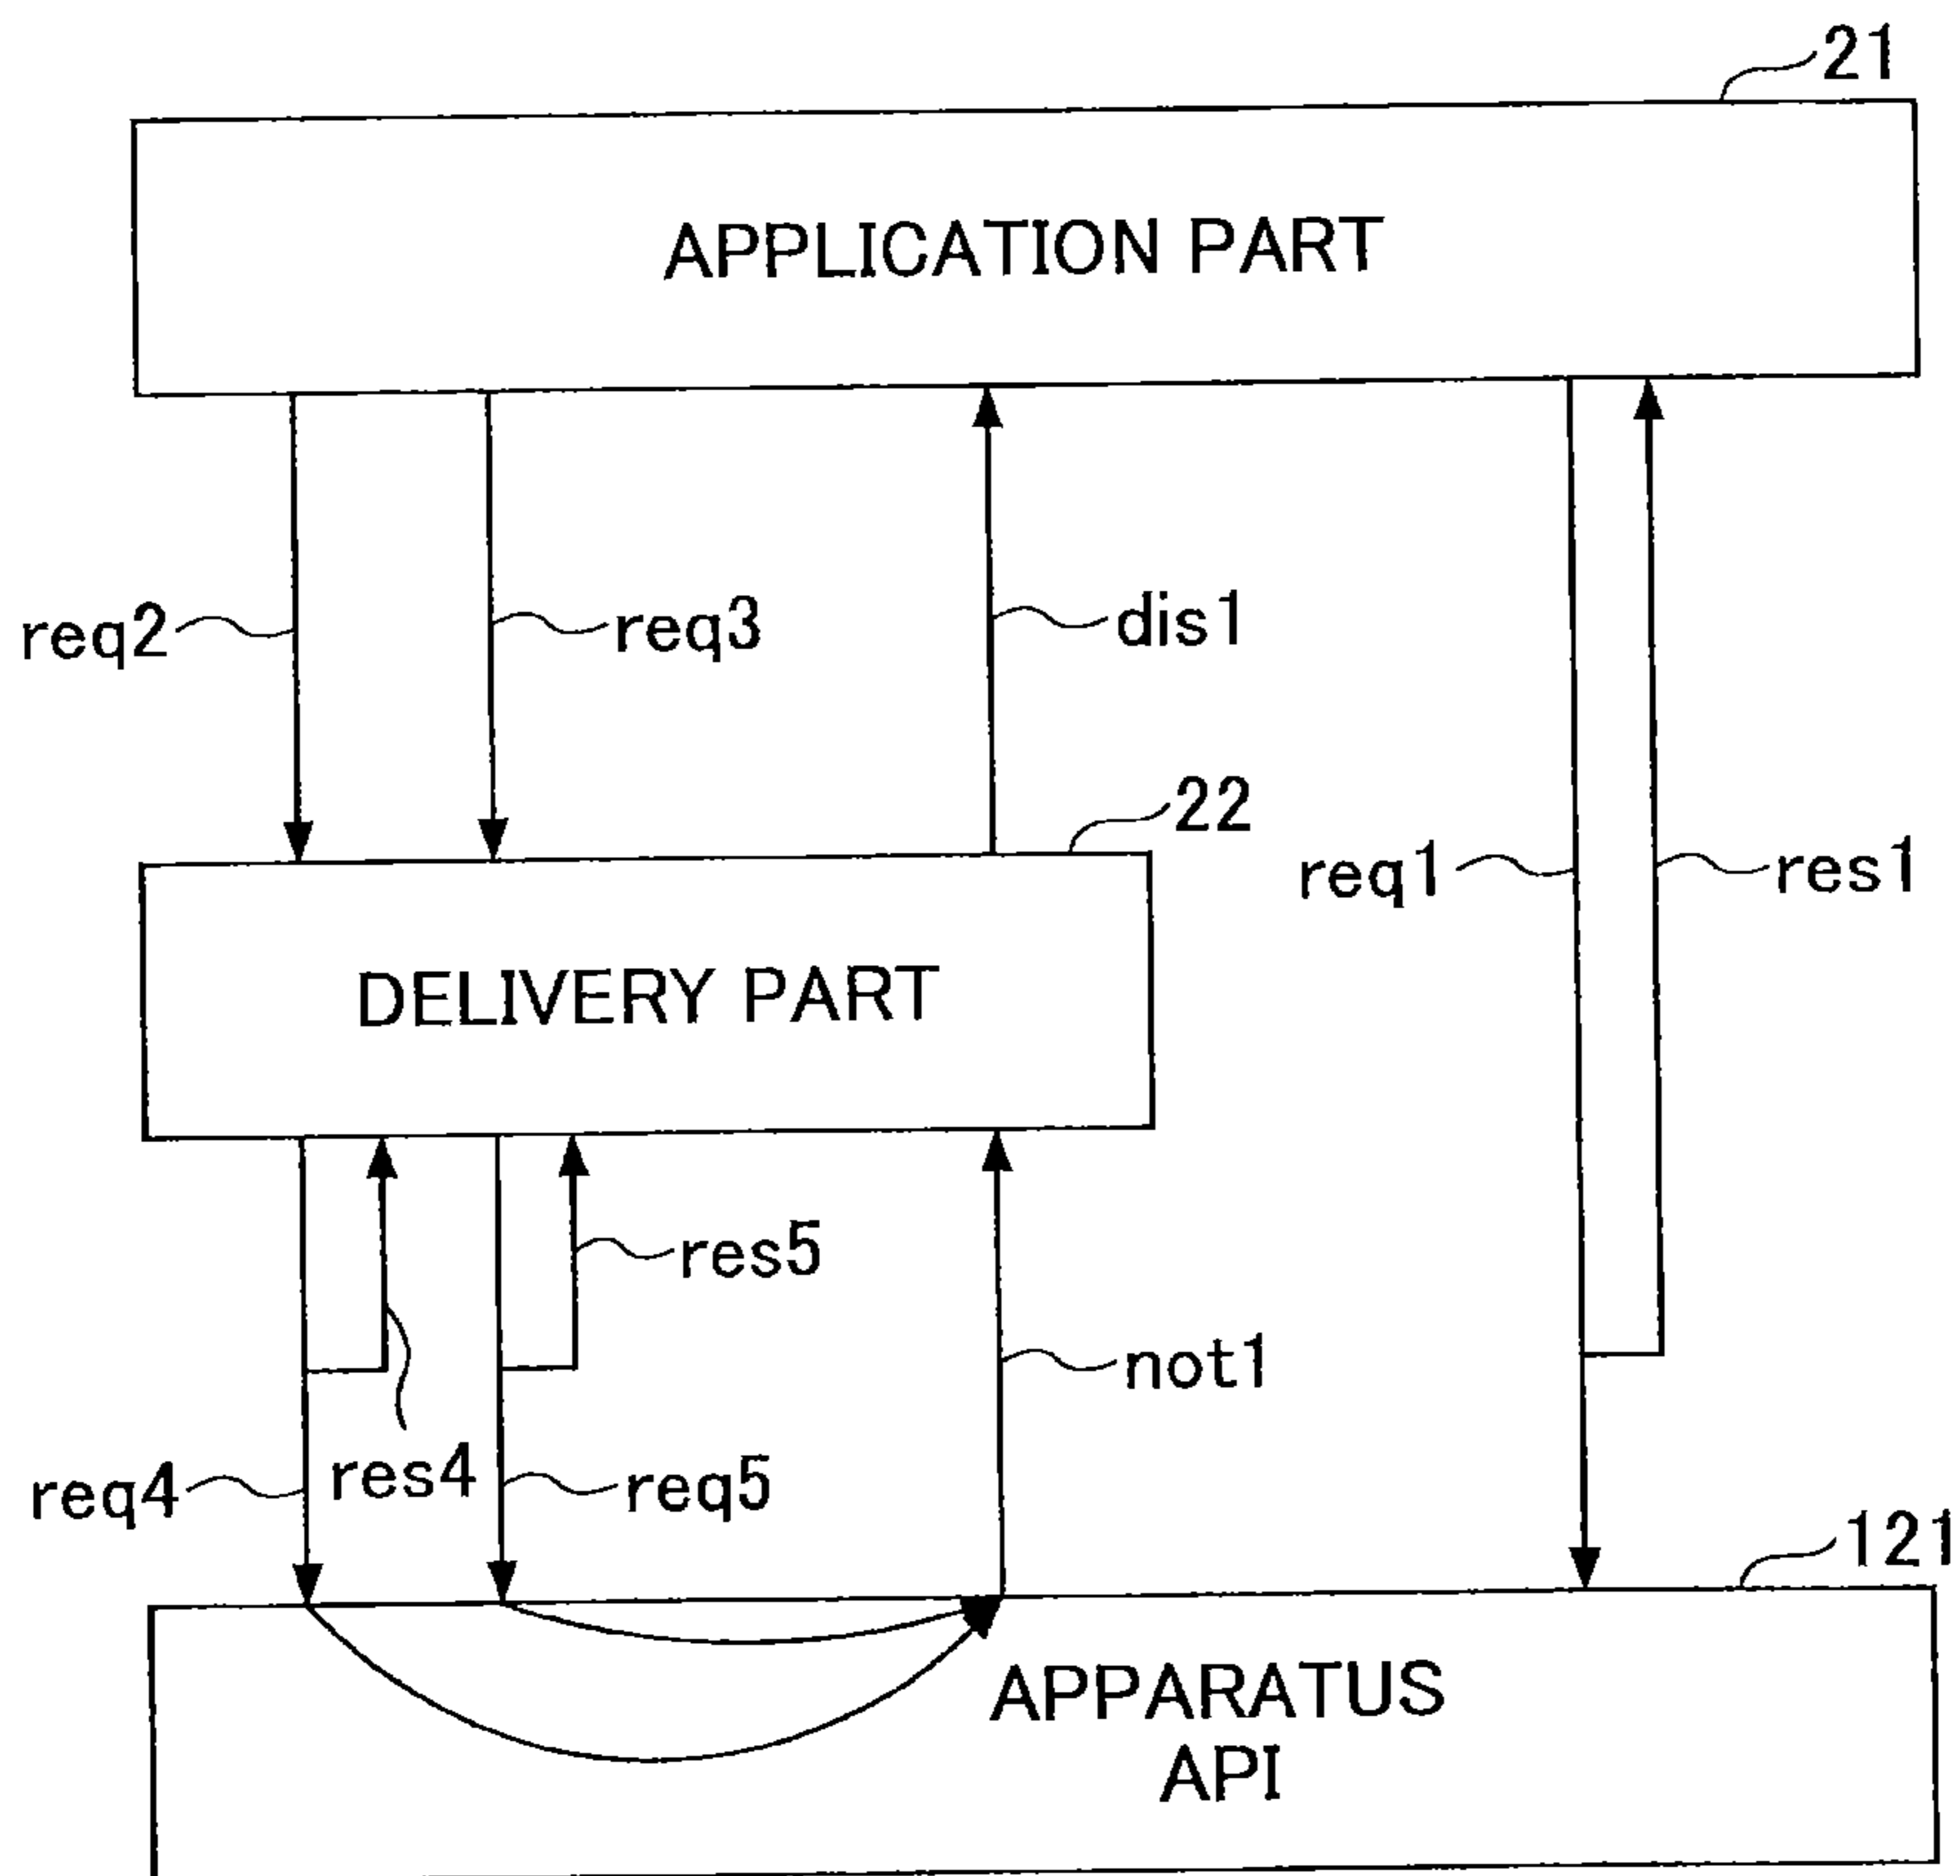 21
APPLICATION PART
req2
req3
dis1
22
req1
res1
DELIVERY PART
res5
not1
req4
res4
req5
121
APPARATUS
API